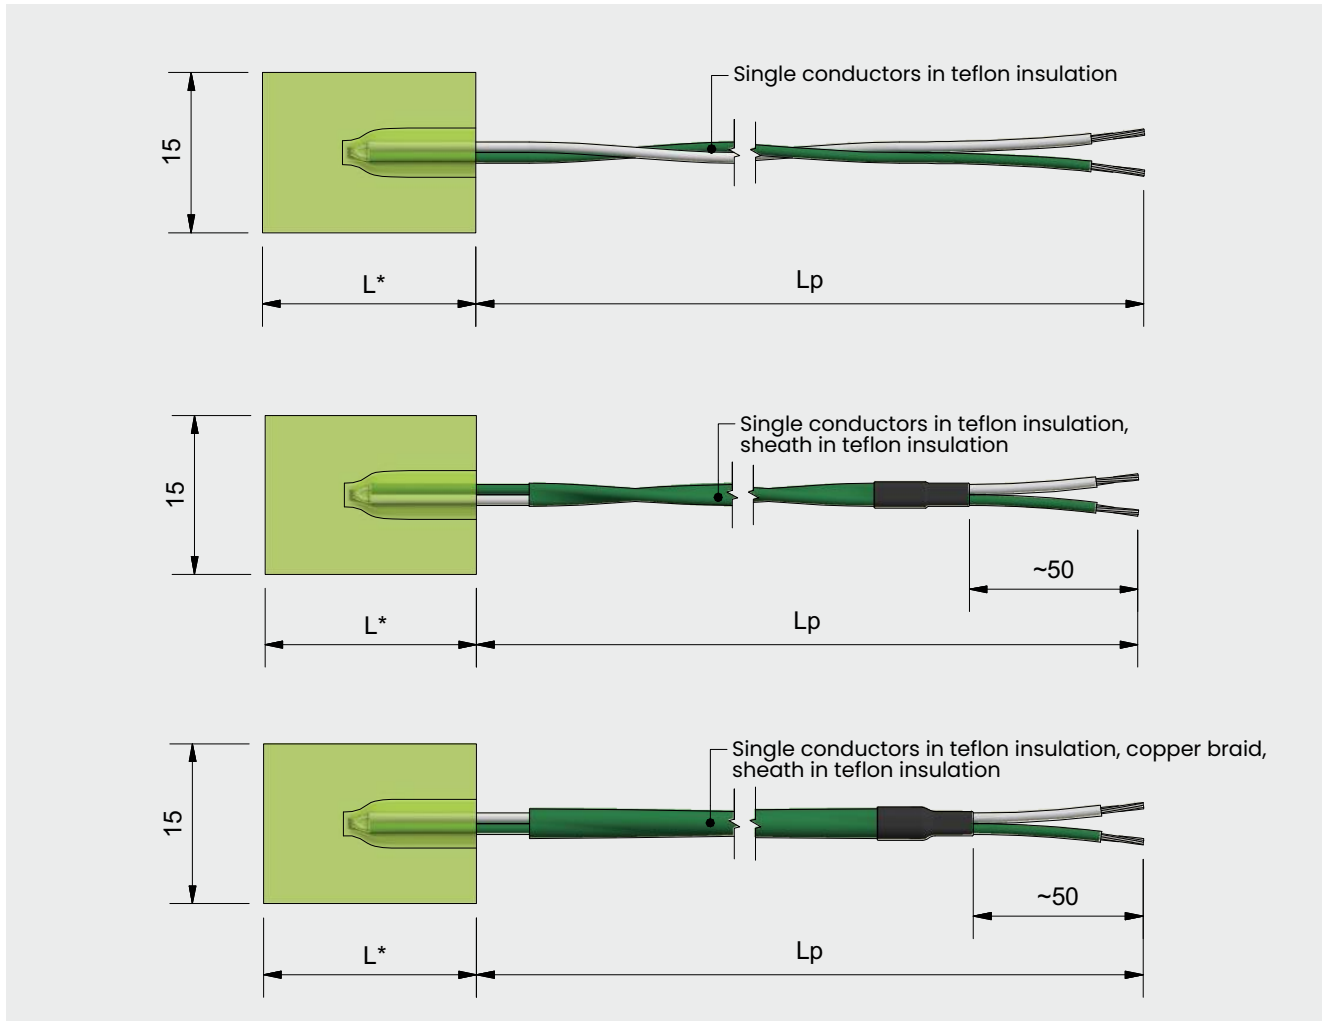 Single conductors in teflon insulation
15
L*
Lp
Single conductors in teflon insulation,
sheath in teflon insulation
15
~50
L*
Lp
Single conductors in teflon insulation, copper braid,
sheath in teflon insulation
15
~50
L*
Lp